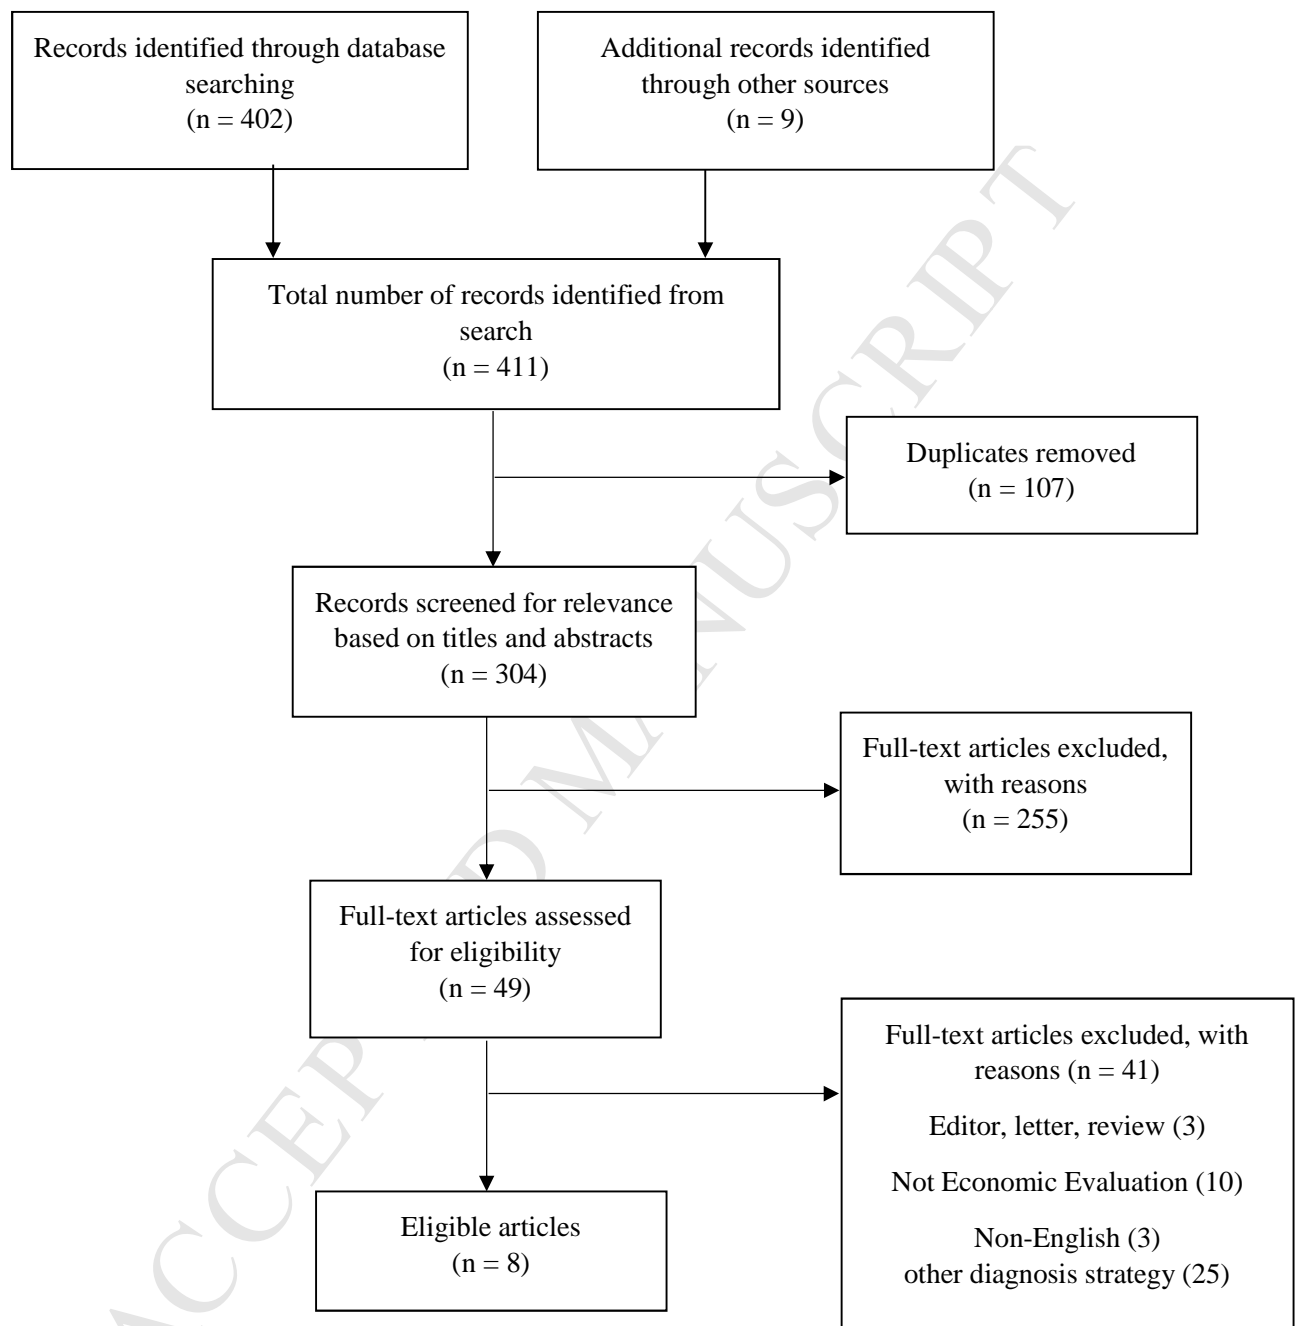 Records identified through database
searching
(n = 402)
Additional records identified
through other sources
(n = 9)
Total number of records identified from
search
(n = 411)
Duplicates removed
(n = 107)
Records screened for relevance
based on titles and abstracts
(n = 304)
Full-text articles excluded,
with reasons
(n = 255)
Full-text articles assessed
for eligibility
(n = 49)
Full-text articles excluded, with
reasons (n = 41)
Editor, letter, review (3)
Not Economic Evaluation (10)
Non-English (3)
other diagnosis strategy (25)
Eligible articles
(n = 8)
ACCEPTED MANUSCRIPT